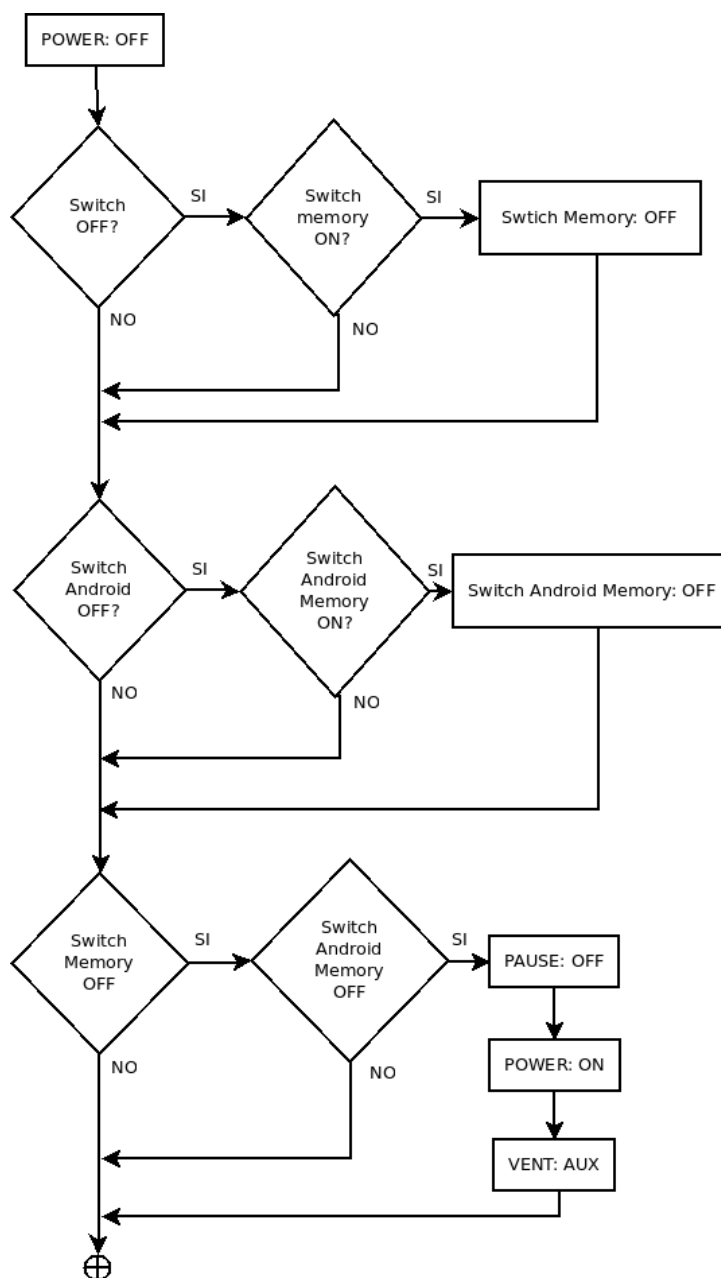 POWER: OFF
Switch
OFF?
SI
Switch
memory
ON?
SI
Swtich Memory: OFF
NO
NO
Switch
Android
OFF?
SI
Switch
Android
Memory
ON?
SI
Switch Android Memory: OFF
NO
NO
Switch
Memory
OFF
SI
Switch
Android
Memory
OFF
SI
PAUSE: OFF
NO
NO
POWER: ON
VENT: AUX